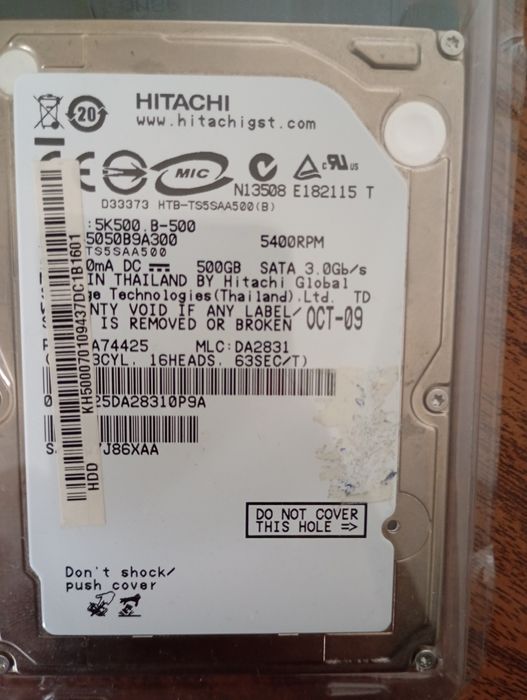 20
HITACHI
www.hitachigst.com
MIC
c UR US
N13508 E182115 T
D33373 HTB-TS5SAA500(B)
:5K500.B-500
5050B9A300 5400RPM
TS5SAA500
0mA DC 500GB SATA 3.0Gb/s
IN THAILAND BY Hitachi Global
ge Technologies(Thailand).Ltd. TD
NTY VOID IF ANY LABEL/ OCT-09
IS REMOVED OR BROKEN
A74425 MLC:DA2831
3CYL. 16HEADS. 63SEC/T)
25DA28310P9A
J86XAA
HDD KH500070109437DC1B1601
DO NOT COVER
THIS HOLE =>
Don't shock/
push cover